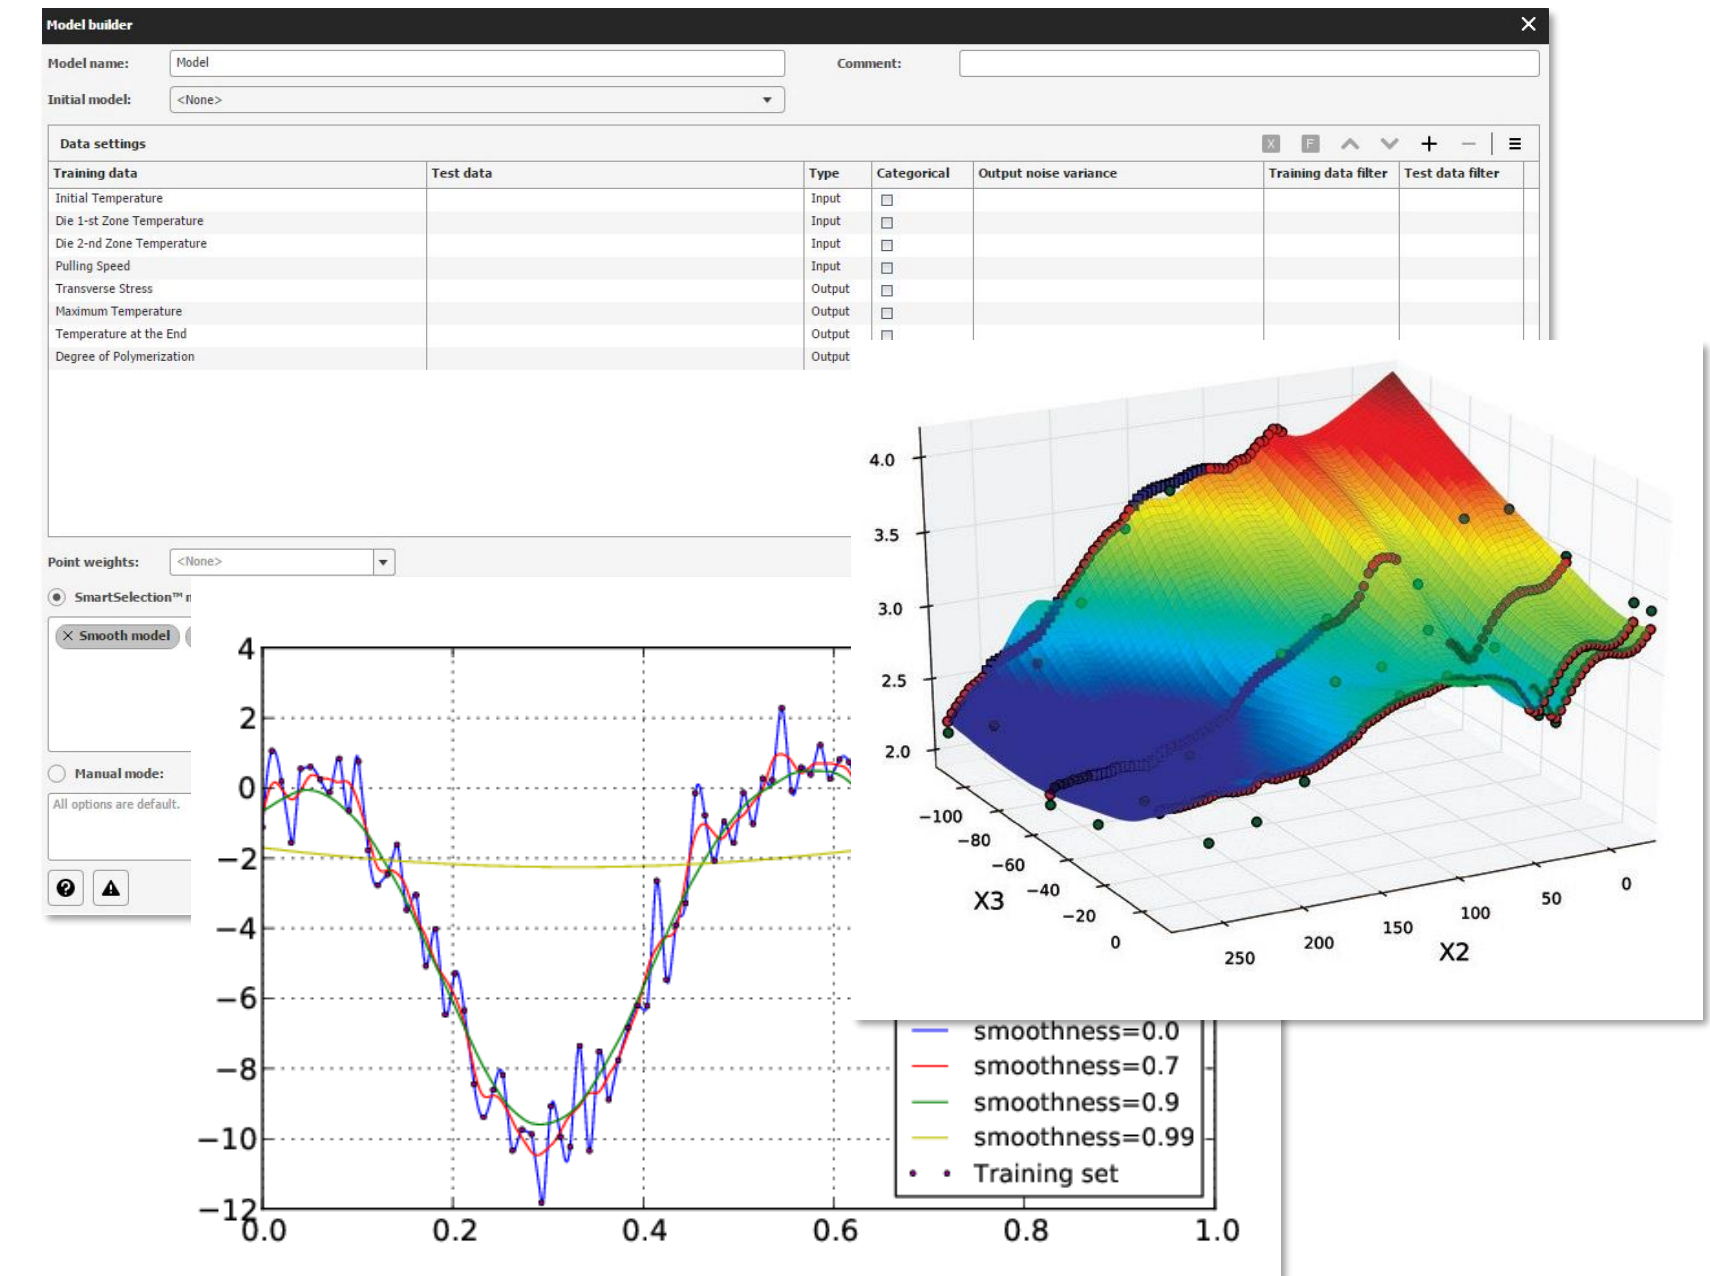 Model builder
Model name: Model Comment:
Initial model: <None>
Data settings X F
Training data Test data Type Categorical Output noise variance Training data filter Test data filter
Initial Temperature Input
Die 1-st Zone Temperature Input
Die 2-nd Zone Temperature Input
Pulling Speed Input
Transverse Stress Output
Maximum Temperature Output
Temperature at the End Output
Degree of Polymerization Output
Point weights: <None>
SmartSelection™
Smooth model
Manual mode:
All options are default.
4
2
0
−2
−4
−6
−8
−10
−12
0.0 0.2 0.4 0.6 0.8 1.0
smoothness=0.0
smoothness=0.7
smoothness=0.9
smoothness=0.99
Training set
4.0
3.5
3.0
2.5
2.0
−100
−80
−60
−40
−20
0
X3
250 200 150 100 50 0
X2